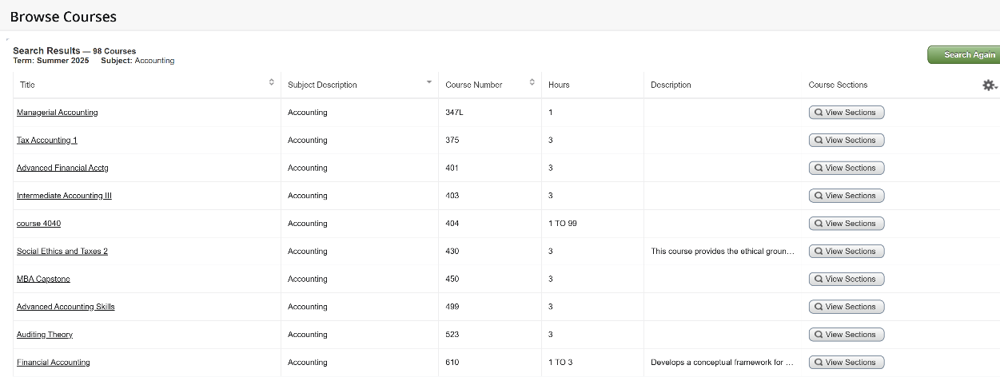 Browse Courses
Search Results — 98 Courses
Term: Summer 2025 Subject: Accounting
Search Again
Title Subject Description Course Number Hours Description Course Sections
Managerial Accounting Accounting 347L 1 View Sections
Tax Accounting 1 Accounting 375 3 View Sections
Advanced Financial Acctg Accounting 401 3 View Sections
Intermediate Accounting III Accounting 403 3 View Sections
course 4040 Accounting 404 1 TO 99 View Sections
Social Ethics and Taxes 2 Accounting 430 3 This course provides the ethical groun… View Sections
MBA Capstone Accounting 450 3 View Sections
Advanced Accounting Skills Accounting 499 3 View Sections
Auditing Theory Accounting 523 3 View Sections
Financial Accounting Accounting 610 1 TO 3 Develops a conceptual framework for … View Sections